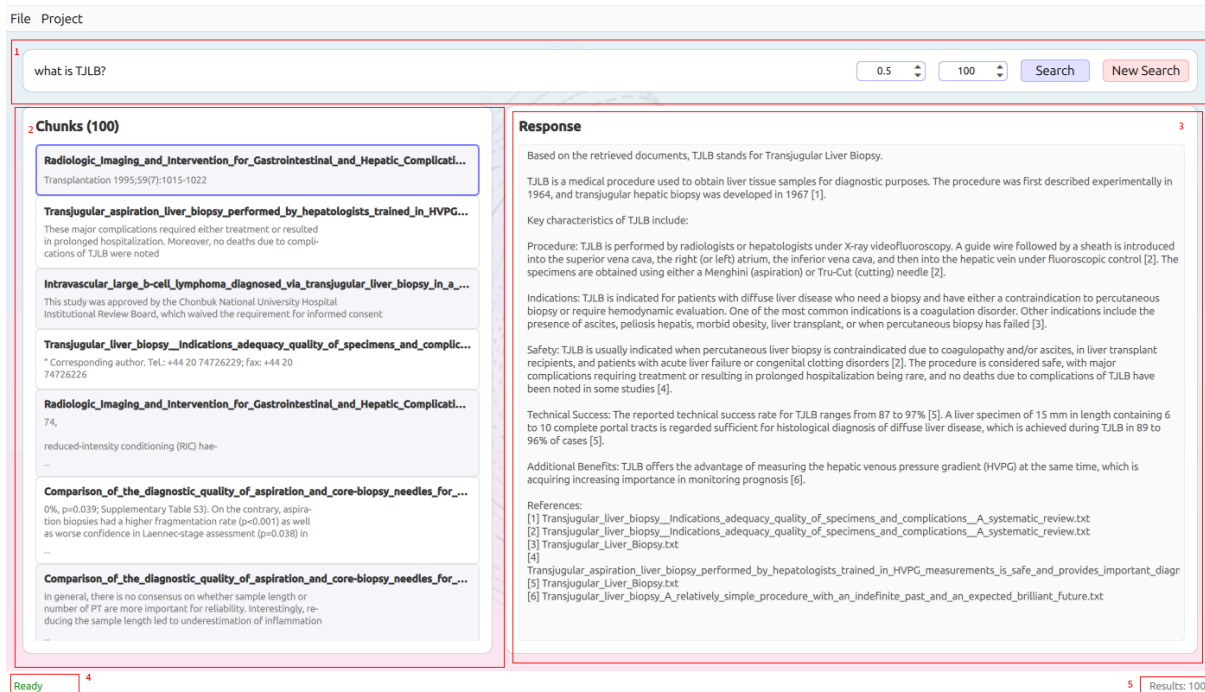 File Project
1
what is TJLB?
0.5
100
Search
New Search
2
Chunks (100)
Radiologic_Imaging_and_Intervention_for_Gastrointestinal_and_Hepatic_Complicati...
Transplantation 1995;59(7):1015-1022
Transjugular_aspiration_liver_biopsy_performed_by_hepatologists_trained_in_HVPG...
These major complications required either treatment or resulted
in prolonged hospitalization. Moreover, no deaths due to compli-
cations of TJLB were noted
Intravascular_large_b-cell_lymphoma_diagnosed_via_transjugular_liver_biopsy_in_a_...
This study was approved by the Chonbuk National University Hospital
Institutional Review Board, which waived the requirement for informed consent
Transjugular_liver_biopsy__Indications_adequacy_quality_of_specimens_and_complic...
* Corresponding author. Tel.: +44 20 74726229; fax: +44 20
74726226
Radiologic_Imaging_and_Intervention_for_Gastrointestinal_and_Hepatic_Complicati...
74,
reduced-intensity conditioning (RIC) hae-
...
Comparison_of_the_diagnostic_quality_of_aspiration_and_core-biopsy_needles_for_...
0%, p=0.039; Supplementary Table S3). On the contrary, aspira-
tion biopsies had a higher fragmentation rate (p<0.001) as well
as worse confidence in Laennec-stage assessment (p=0.038) in
...
Comparison_of_the_diagnostic_quality_of_aspiration_and_core-biopsy_needles_for_...
In general, there is no consensus on whether sample length or
number of PT are more important for reliability. Interestingly, re-
ducing the sample length led to underestimation of inflammation
...
Response
3
Based on the retrieved documents, TJLB stands for Transjugular Liver Biopsy.
TJLB is a medical procedure used to obtain liver tissue samples for diagnostic purposes. The procedure was first described experimentally in
1964, and transjugular hepatic biopsy was developed in 1967 [1].
Key characteristics of TJLB include:
Procedure: TJLB is performed by radiologists or hepatologists under X-ray videofluoroscopy. A guide wire followed by a sheath is introduced
into the superior vena cava, the right (or left) atrium, the inferior vena cava, and then into the hepatic vein under fluoroscopic control [2]. The
specimens are obtained using either a Menghini (aspiration) or Tru-Cut (cutting) needle [2].
Indications: TJLB is indicated for patients with diffuse liver disease who need a biopsy and have either a contraindication to percutaneous
biopsy or require hemodynamic evaluation. One of the most common indications is a coagulation disorder. Other indications include the
presence of ascites, peliosis hepatis, morbid obesity, liver transplant, or when percutaneous biopsy has failed [3].
Safety: TJLB is usually indicated when percutaneous liver biopsy is contraindicated due to coagulopathy and/or ascites, in liver transplant
recipients, and patients with acute liver failure or congenital clotting disorders [2]. The procedure is considered safe, with major
complications requiring treatment or resulting in prolonged hospitalization being rare, and no deaths due to complications of TJLB have
been noted in some studies [4].
Technical Success: The reported technical success rate for TJLB ranges from 87 to 97% [5]. A liver specimen of 15 mm in length containing 6
to 10 complete portal tracts is regarded sufficient for histological diagnosis of diffuse liver disease, which is achieved during TJLB in 89 to
96% of cases [5].
Additional Benefits: TJLB offers the advantage of measuring the hepatic venous pressure gradient (HVPG) at the same time, which is
acquiring increasing importance in monitoring prognosis [6].
References:
[1] Transjugular_liver_biopsy__Indications_adequacy_quality_of_specimens_and_complications__A_systematic_review.txt
[2] Transjugular_liver_biopsy__Indications_adequacy_quality_of_specimens_and_complications__A_systematic_review.txt
[3] Transjugular_Liver_Biopsy.txt
[4]
Transjugular_aspiration_liver_biopsy_performed_by_hepatologists_trained_in_HVPG_measurements_is_safe_and_provides_important_diagn
[5] Transjugular_Liver_Biopsy.txt
[6] Transjugular_liver_biopsy_A_relatively_simple_procedure_with_an_indefinite_past_and_an_expected_brilliant_future.txt
Ready
4
5
Results: 100